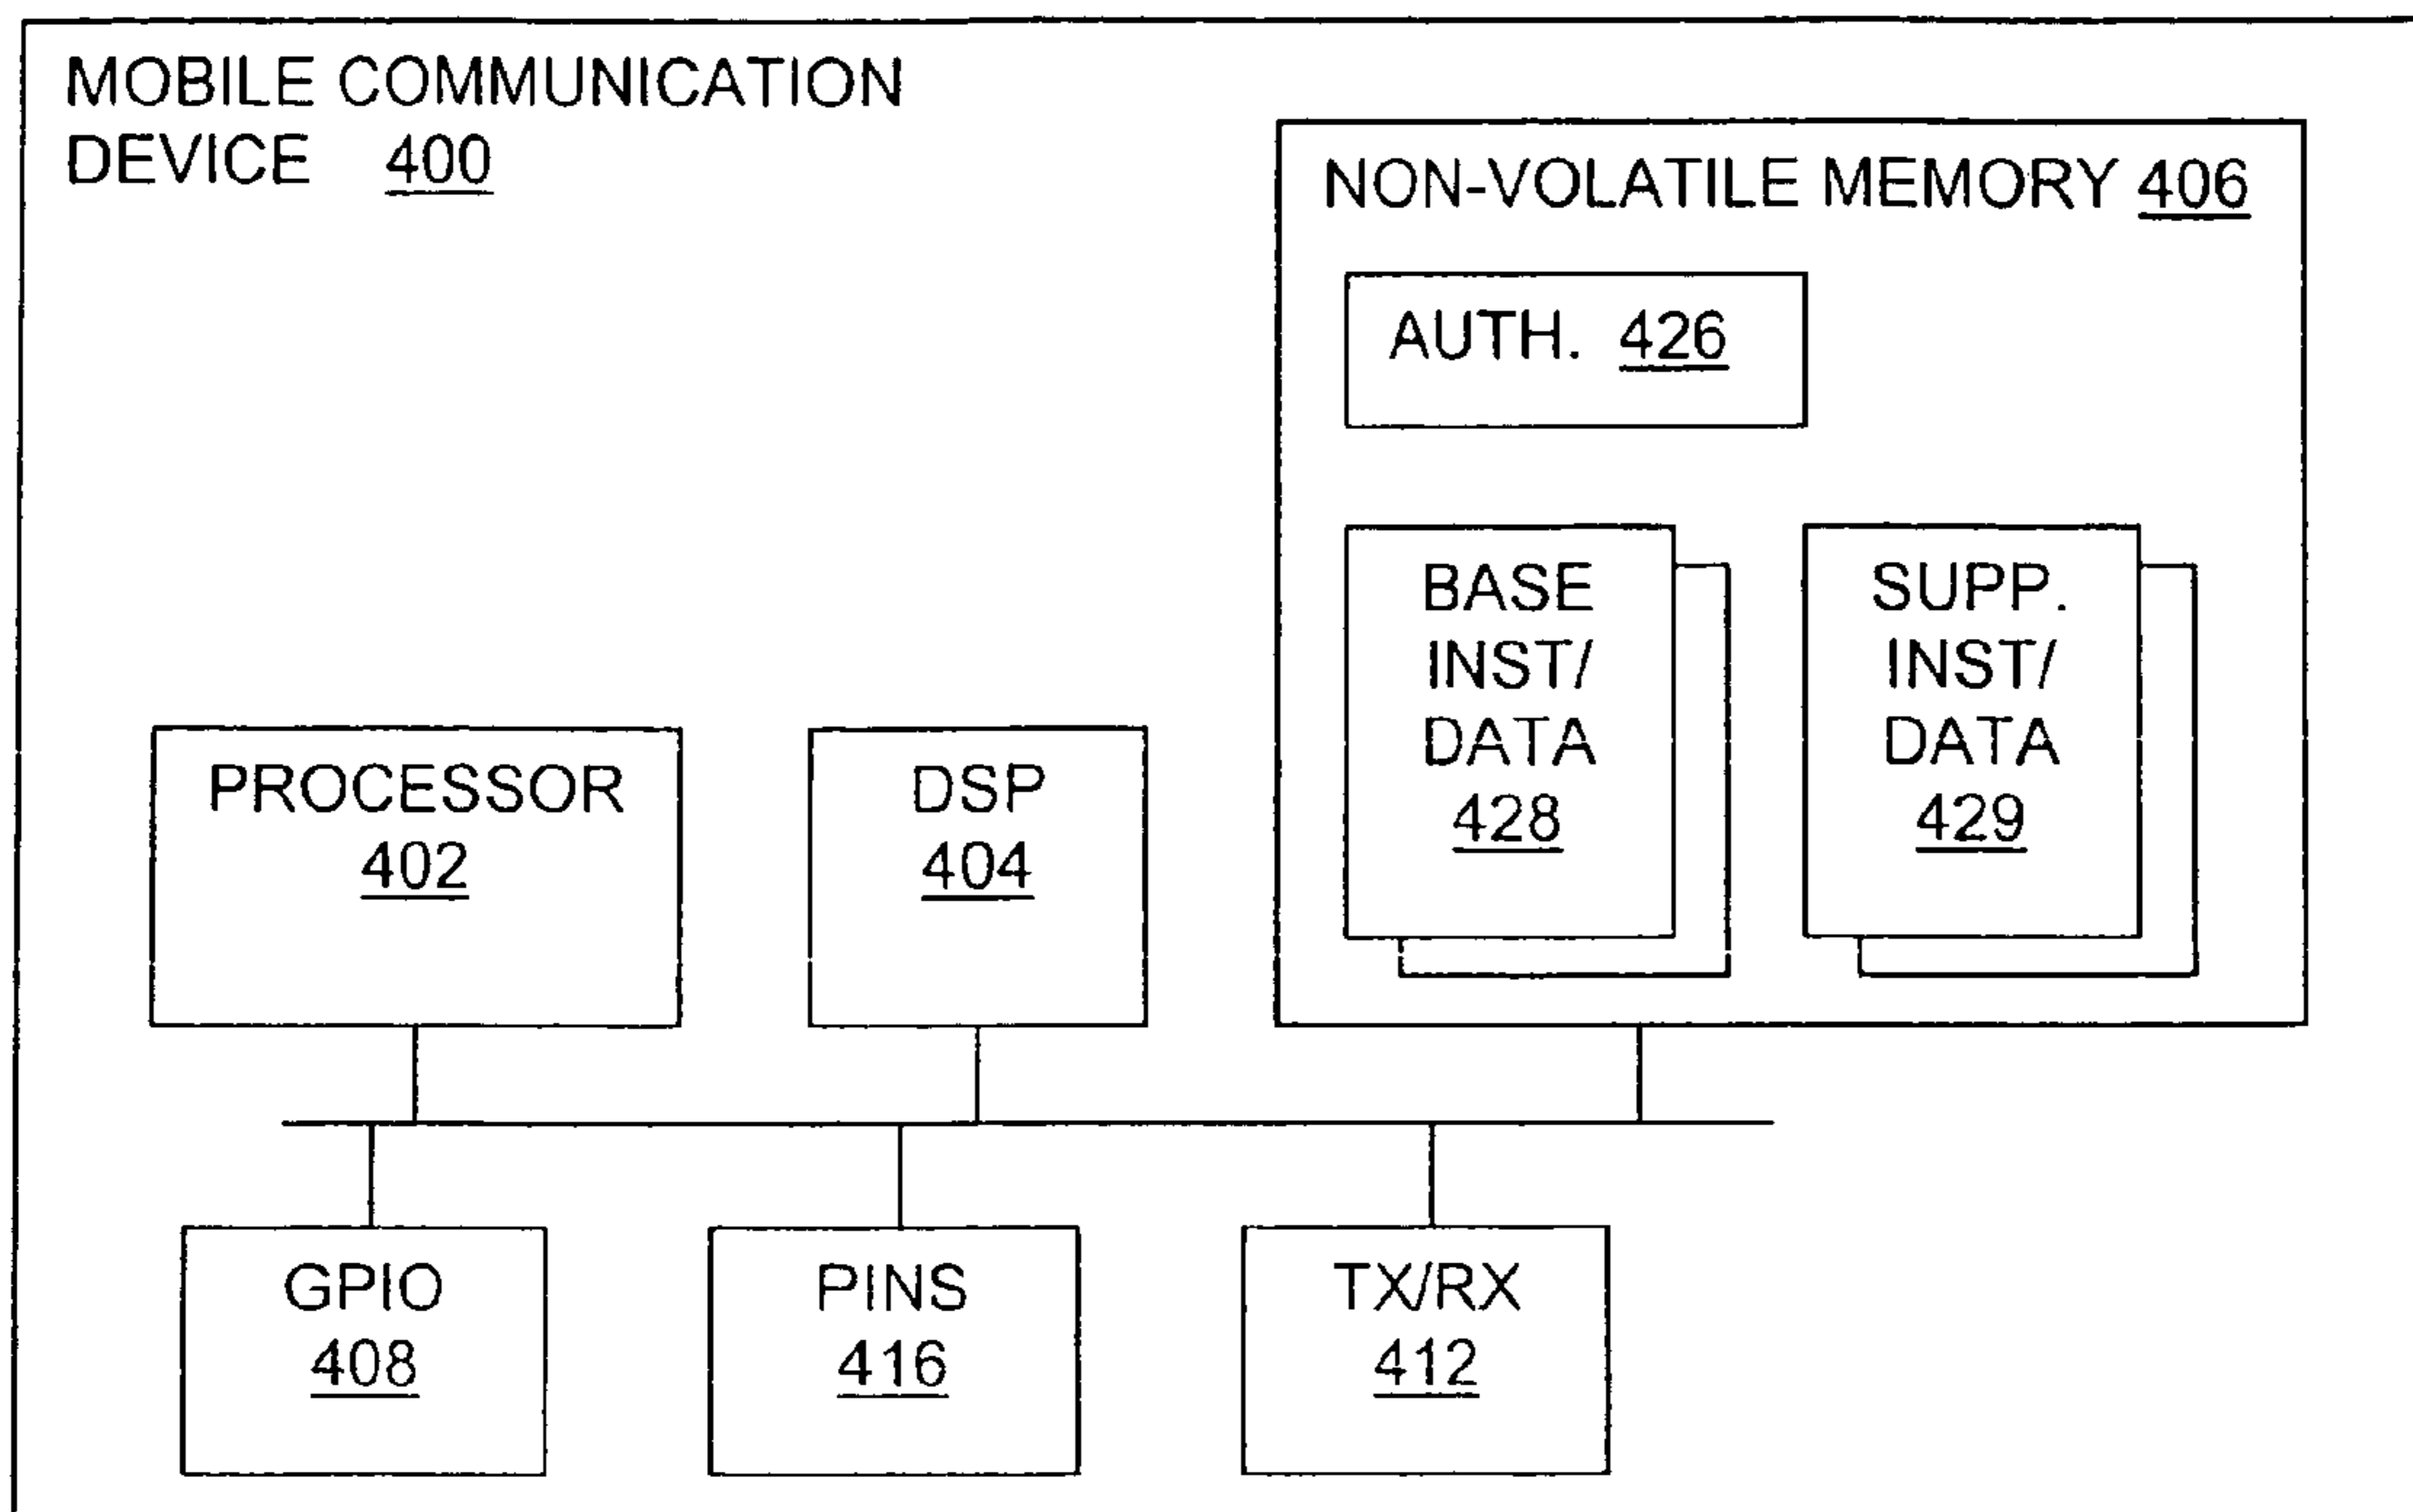 MOBILE COMMUNICATION
DEVICE 400
NON-VOLATILE MEMORY 406
AUTH. 426
BASE
INST/
DATA
428
SUPP.
INST/
DATA
429
PROCESSOR
402
DSP
404
GPIO
408
PINS
416
TX/RX
412